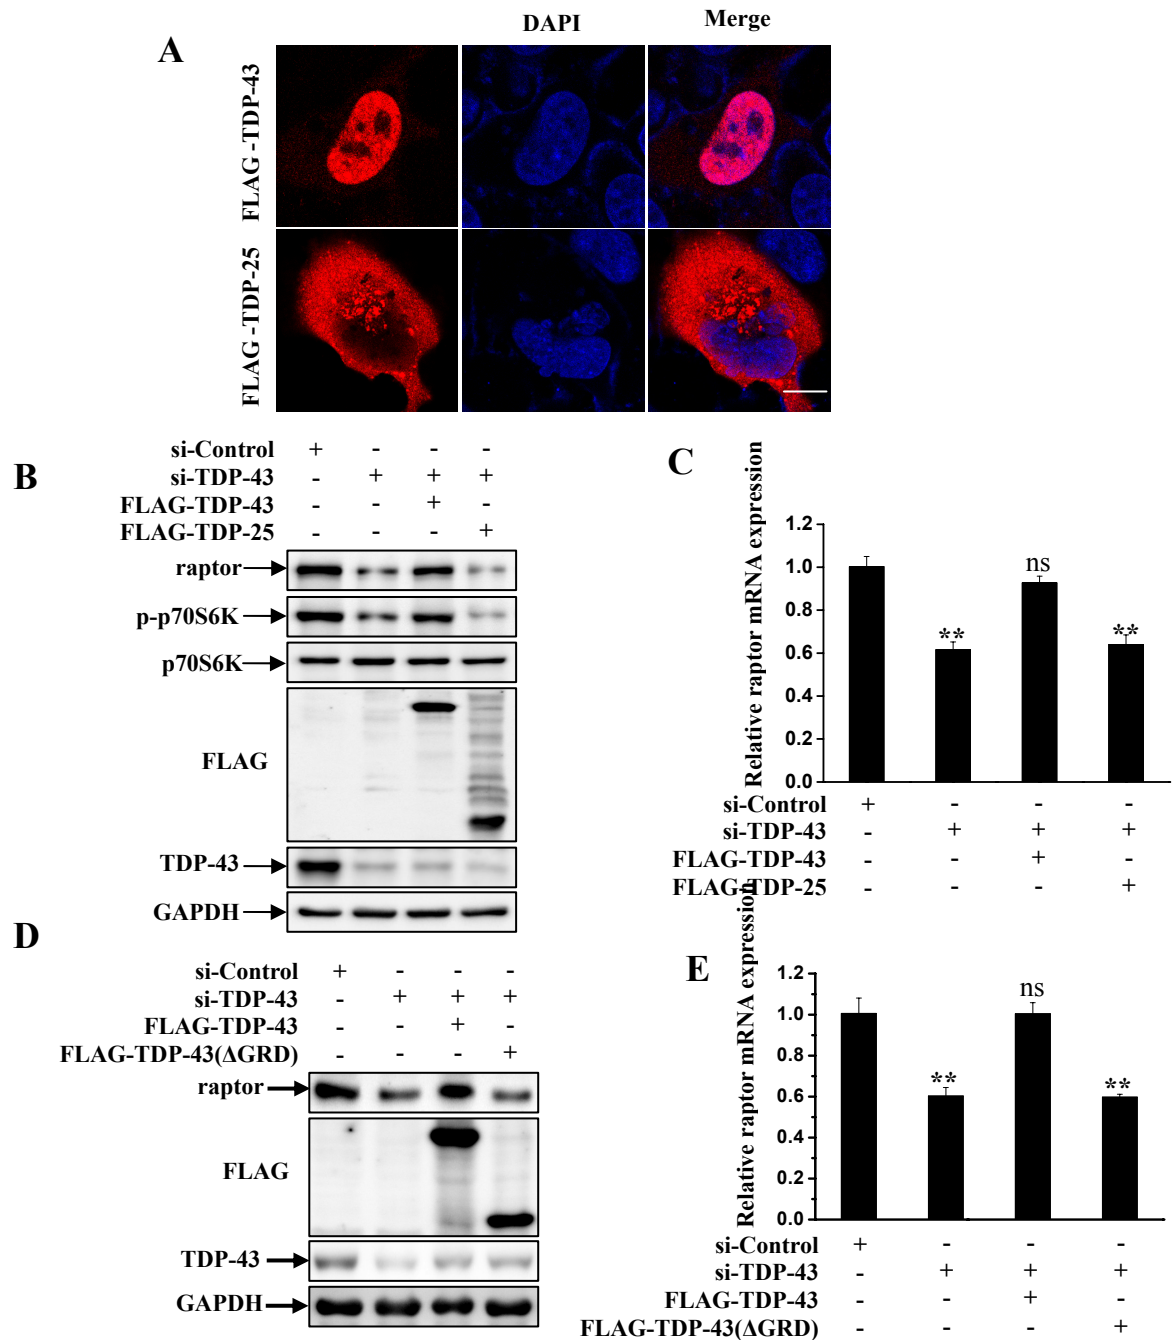 A
DAPI
Merge
FLAG -TDP-43
FLAG -TDP-25
B
si-Control + - - -
si-TDP-43 - + + +
FLAG-TDP-43 - - + -
FLAG-TDP-25 - - - +
raptor
p-p70S6K
p70S6K
FLAG
TDP-43
GAPDH
C
Relative raptor mRNA expression
1.2
1.0
0.8
0.6
0.4
0.2
0.0
**
ns
**
si-Control + - - -
si-TDP-43 - + + +
FLAG-TDP-43 - - + -
FLAG-TDP-25 - - - +
D
si-Control + - - -
si-TDP-43 - + + +
FLAG-TDP-43 - - + -
FLAG-TDP-43(ΔGRD) - - - +
raptor
FLAG
TDP-43
GAPDH
E
Relative raptor mRNA expression
1.2
1.0
0.8
0.6
0.4
0.2
0.0
**
ns
**
si-Control + - - -
si-TDP-43 - + + +
FLAG-TDP-43 - - + -
FLAG-TDP-43(ΔGRD) - - - +